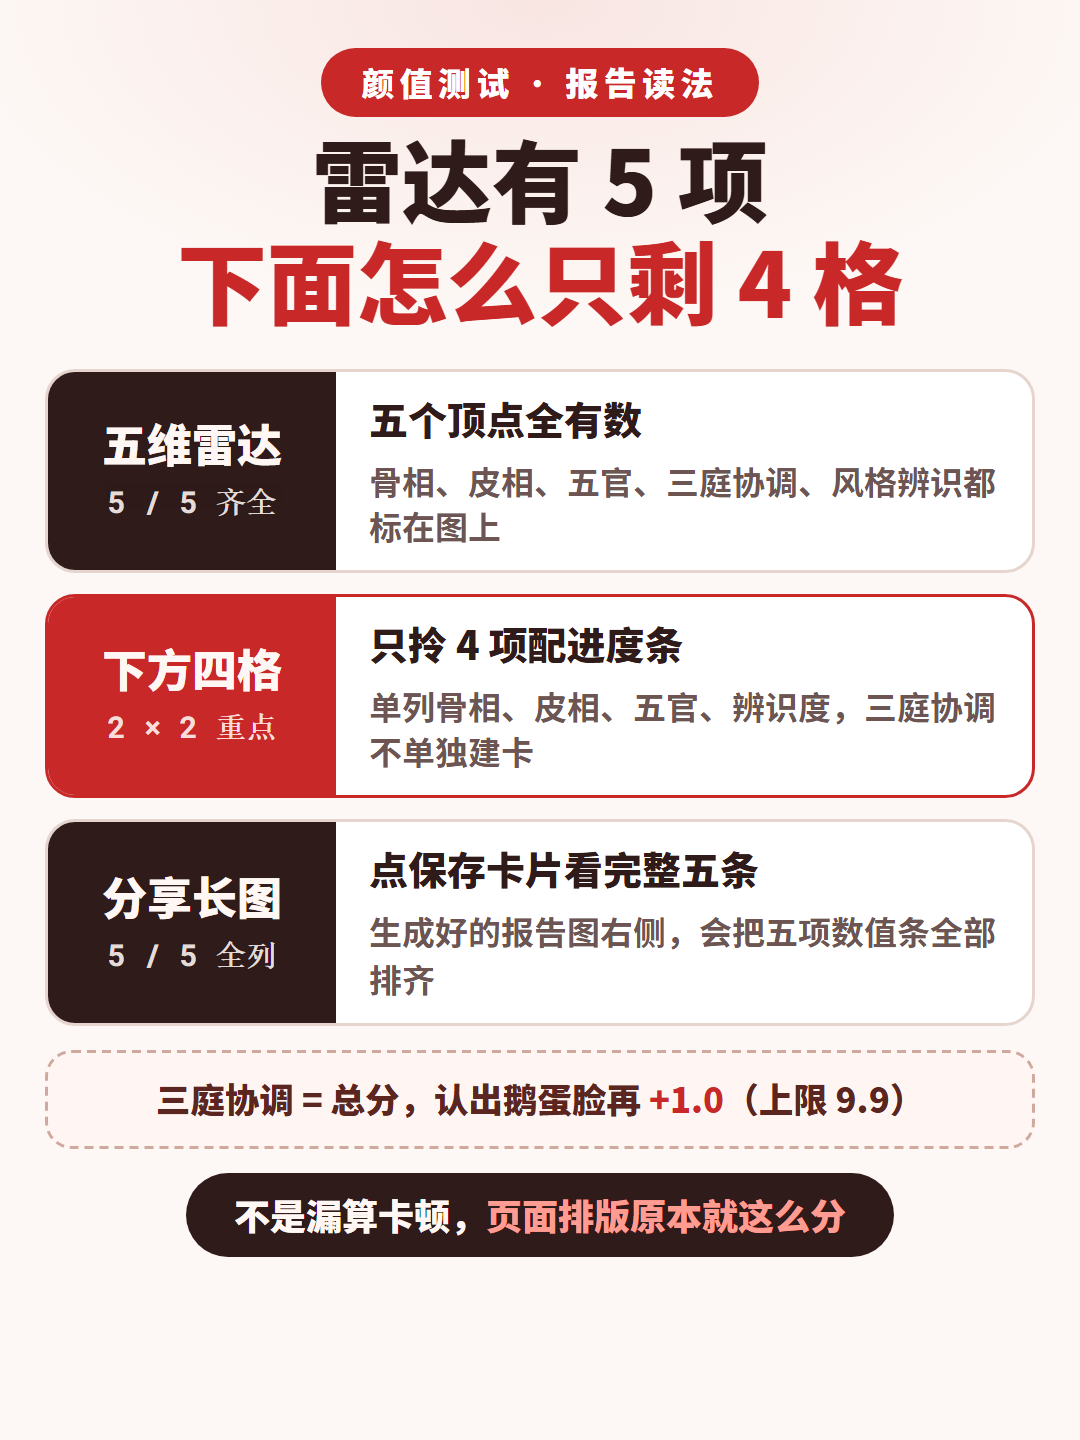 颜值测试 · 报告读法
雷达有 5 项
下面怎么只剩 4 格
五维雷达
5 / 5 齐全
五个顶点全有数
骨相、皮相、五官、三庭协调、风格辨识都
标在图上
下方四格
2 × 2 重点
只拎 4 项配进度条
单列骨相、皮相、五官、辨识度，三庭协调
不单独建卡
分享长图
5 / 5 全列
点保存卡片看完整五条
生成好的报告图右侧，会把五项数值条全部
排齐
三庭协调 = 总分，认出鹅蛋脸再 +1.0（上限 9.9）
不是漏算卡顿，页面排版原本就这么分